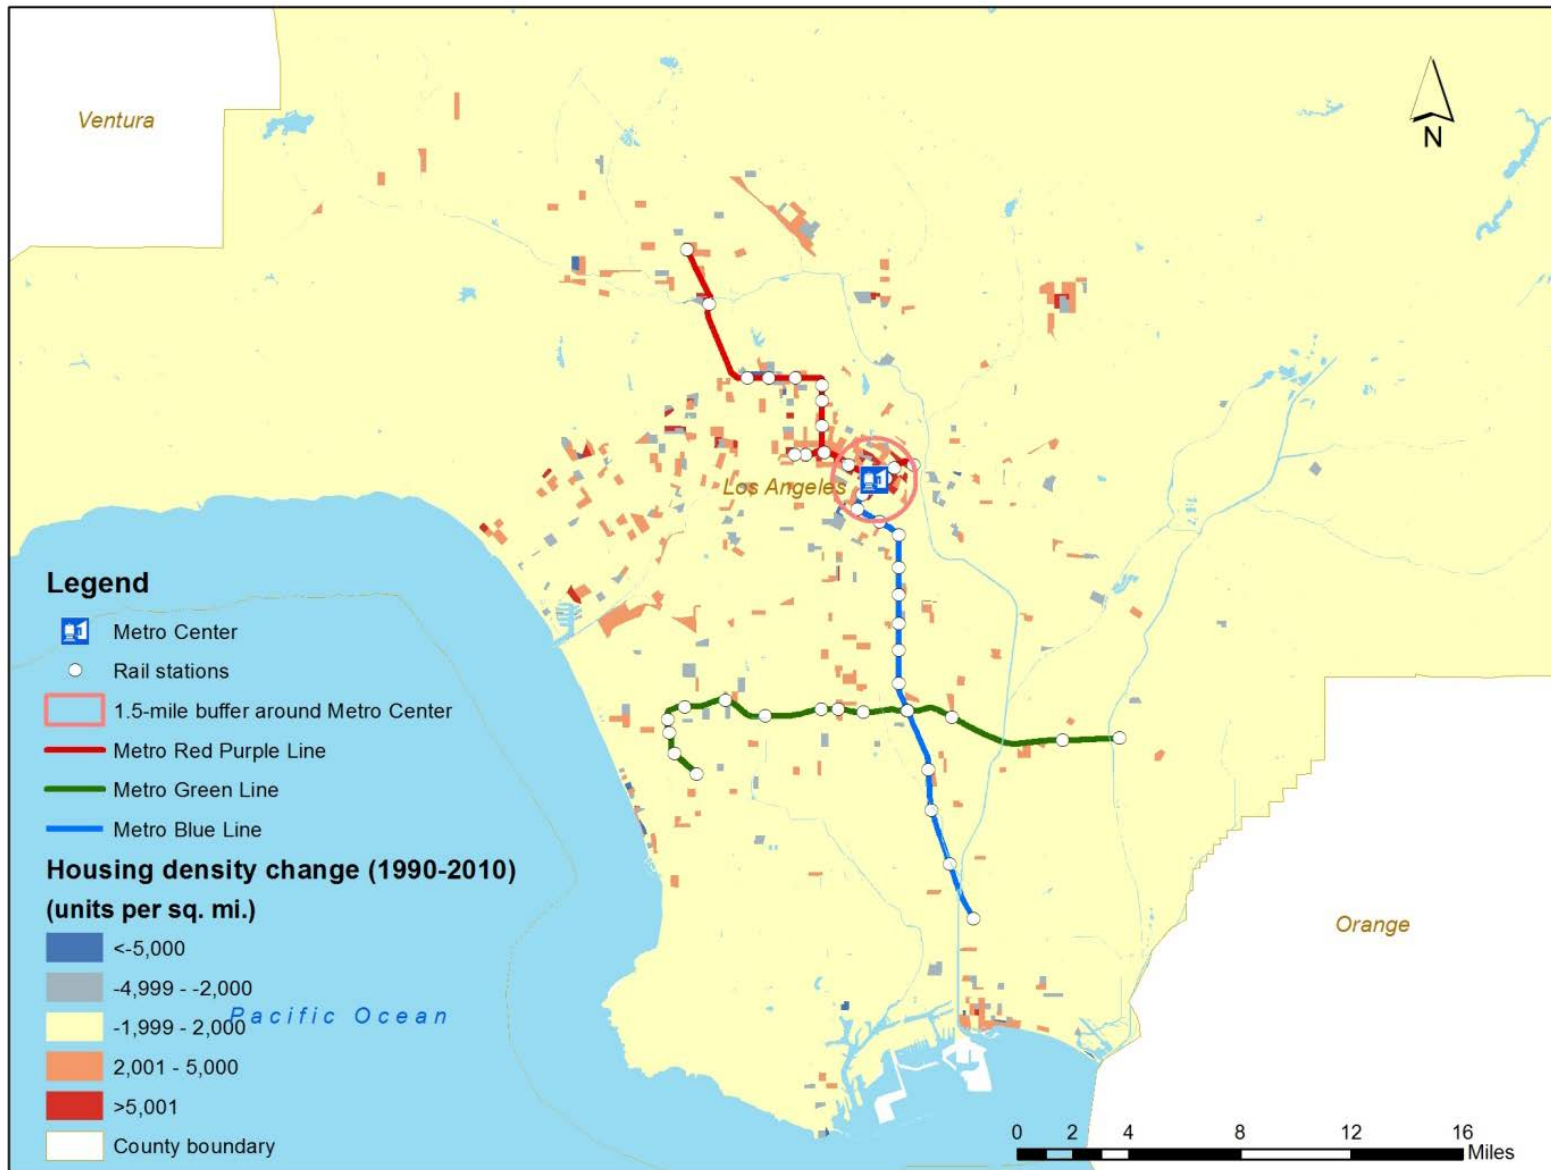 Ventura
N
Los Angeles
Legend
Metro Center
Rail stations
1.5-mile buffer around Metro Center
Metro Red Purple Line
Metro Green Line
Metro Blue Line
Housing density change (1990-2010)
(units per sq. mi.)
<-5,000
-4,999 - -2,000
-1,999 - 2,000
2,001 - 5,000
>5,001
County boundary
Pacific Ocean
Orange
0 2 4 8 12 16
Miles